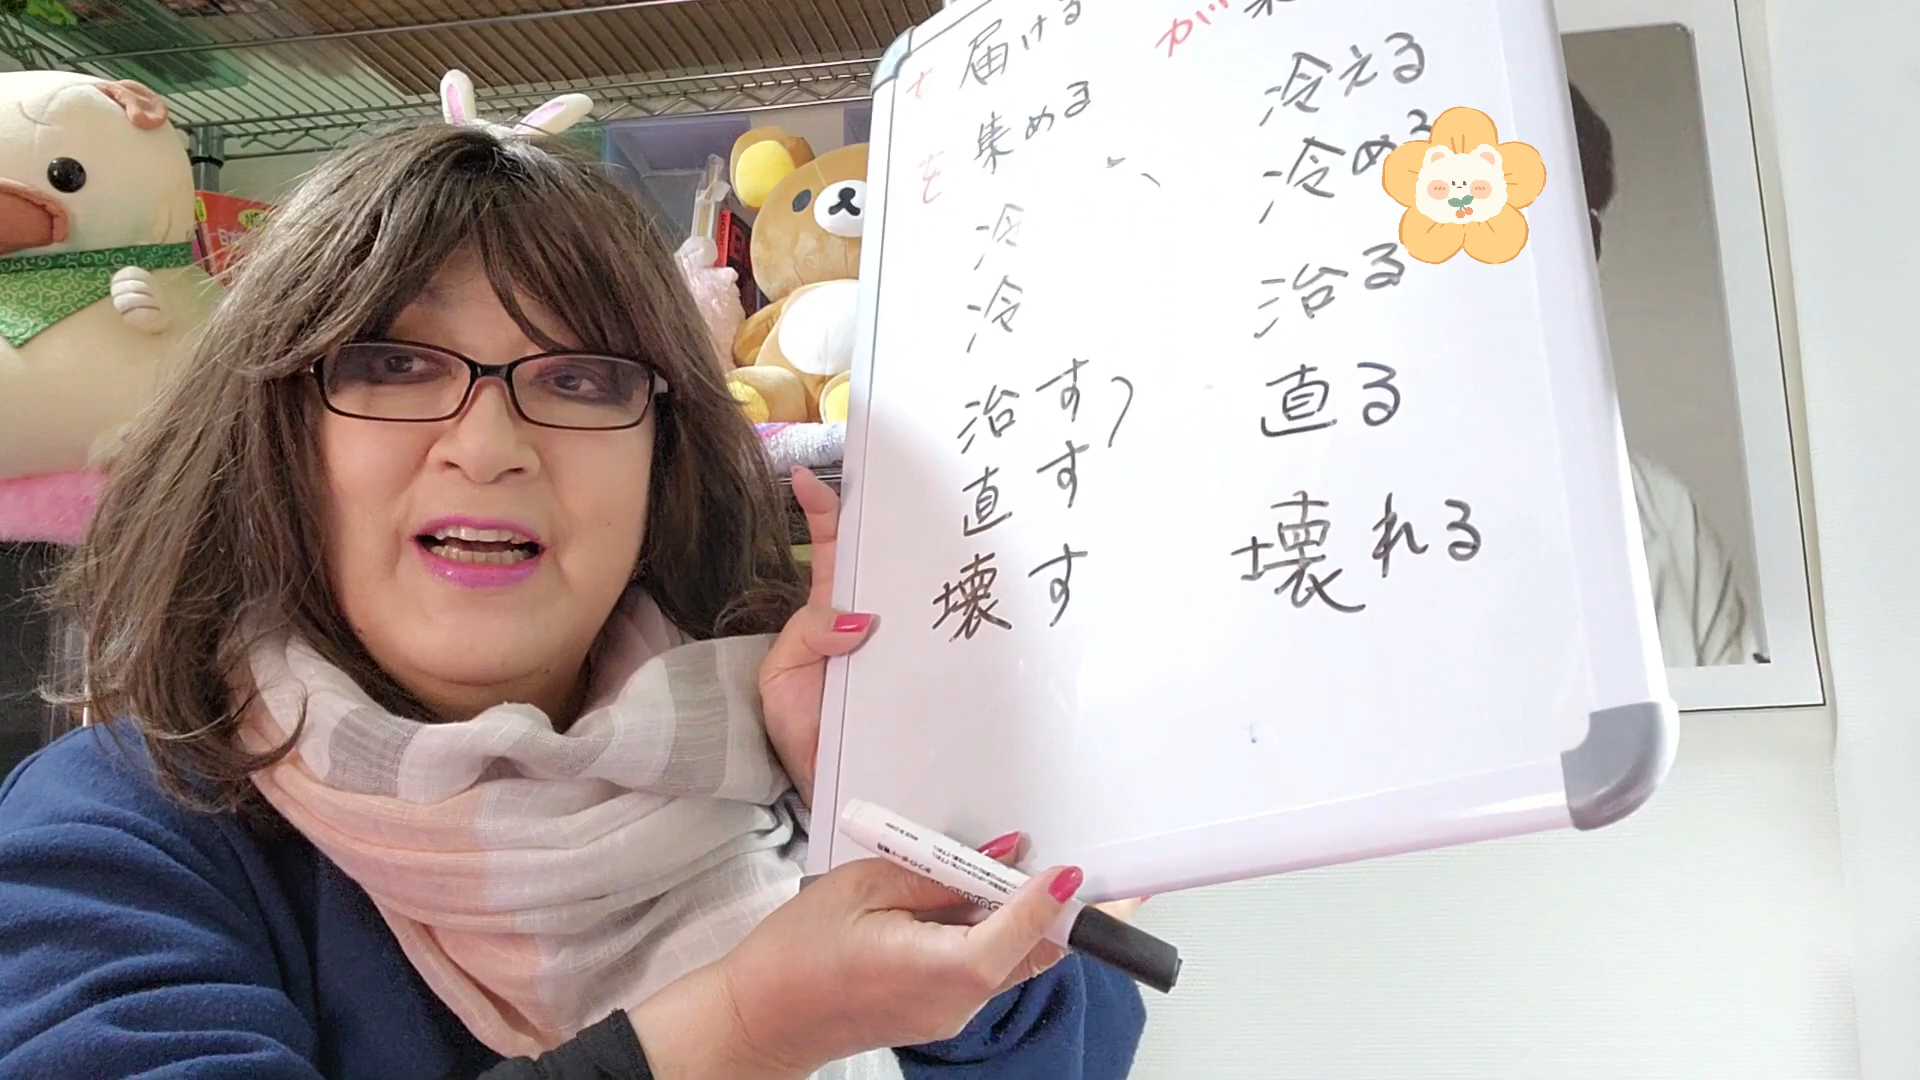 を 届ける
を 集める
冷
冷
治す
直す
壊す
が
冷える
冷め
治る
直る
壊れる